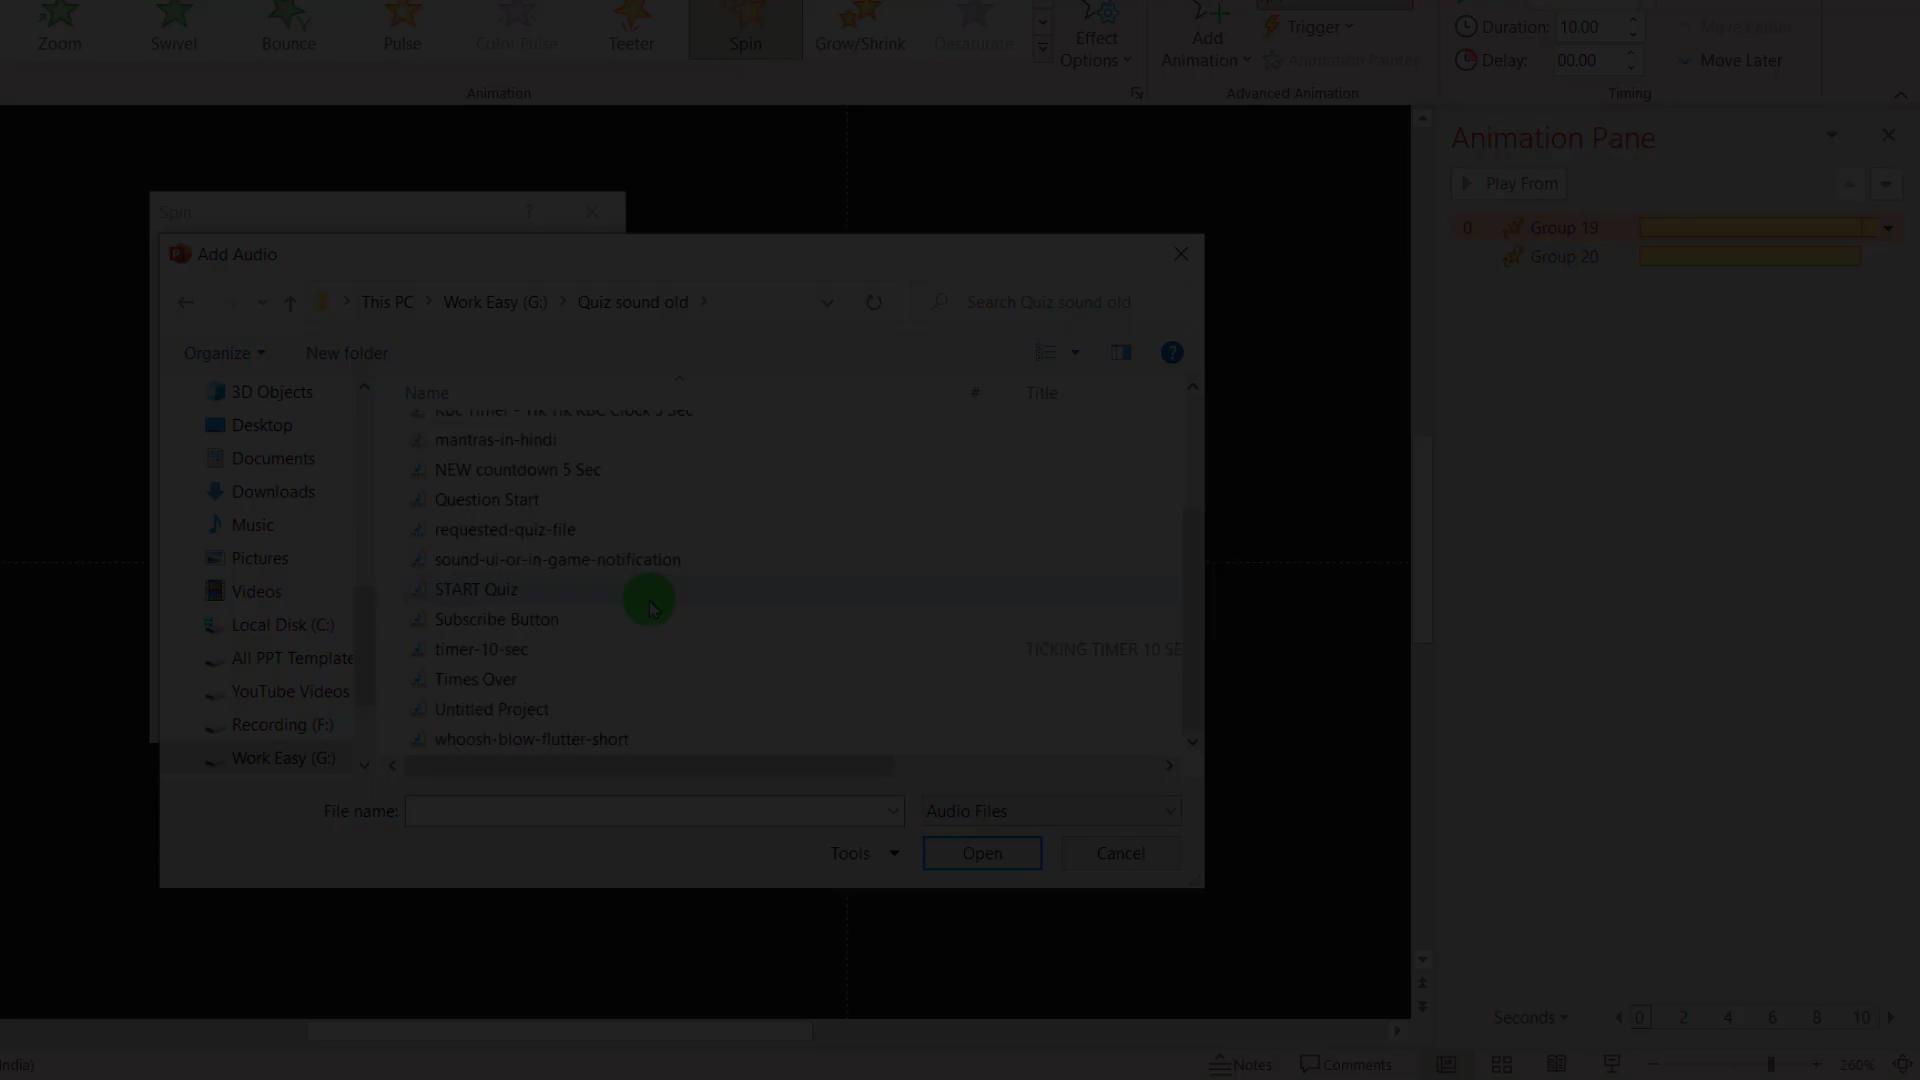 Zoom Swivel Bounce Pulse Color Pulse Teeter Spin Grow/Shrink Desaturate
Effect Options
Add Animation
Trigger
Animation Painter
Duration: 10.00
Delay: 00.00
Move Earlier
Move Later
Animation
Advanced Animation
Timing
Animation Pane
Play From
0 Group 19
Group 20
Spin ?
Add Audio
This PC Work Easy (G:) Quiz sound old
Search Quiz sound old
Organize New folder
?
3D Objects
Desktop
Documents
Downloads
Music
Pictures
Videos
Local Disk (C:)
All PPT Template
YouTube Videos
Recording (F:)
Work Easy (G:)
Name # Title
mantras-in-hindi
NEW countdown 5 Sec
Question Start
requested-quiz-file
sound-ui-or-in-game-notification
START Quiz
Subscribe Button
timer-10-sec TICKING TIMER 10 SE
Times Over
Untitled Project
whoosh-blow-flutter-short
File name:
Audio Files
Tools Open Cancel
Seconds 0 2 4 6 8 10
India)
Notes Comments 260%